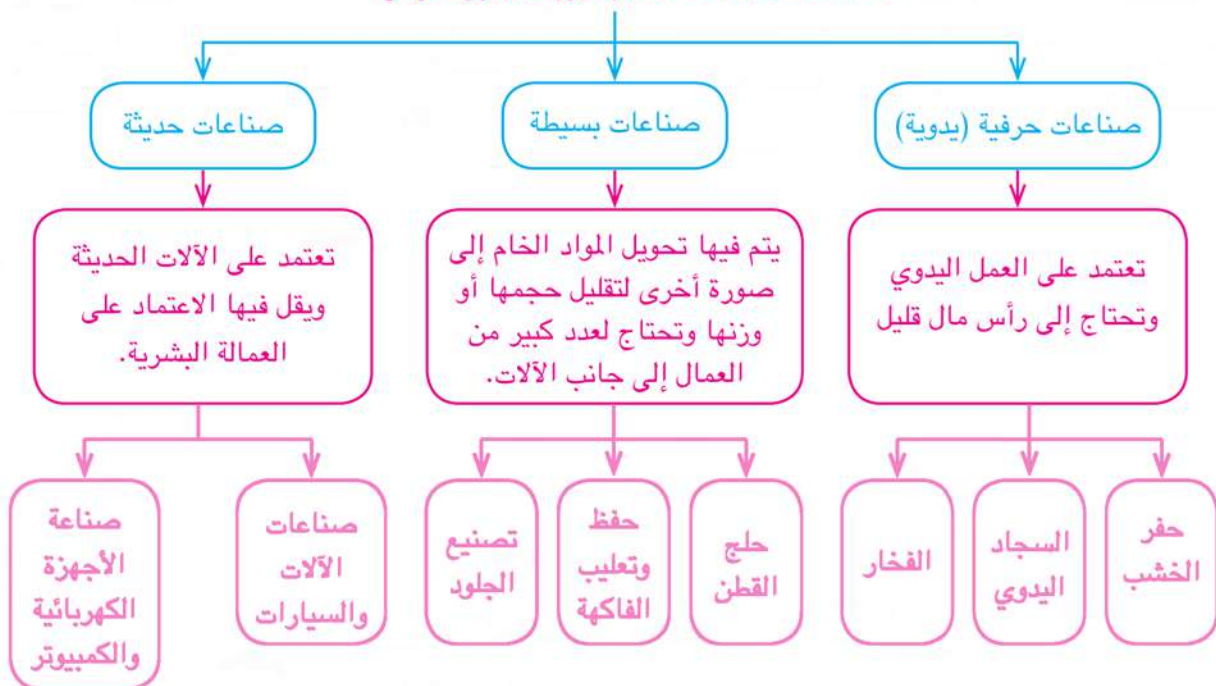 صناعات حرفية (يدوية)
صناعات بسيطة
صناعات حديثة
تعتمد على العمل اليدوي
وتحتاج إلى رأس مال قليل
يتم فيها تحويل المواد الخام إلى
صورة أخرى لتقليل حجمها أو
وزنها وتحتاج لعدد كبير من
العمال إلى جانب الآلات.
تعتمد على الآلات الحديثة
ويقل فيها الاعتماد على
العمالة البشرية.
حفر
الخشب
السجاد
اليدوي
الفخار
حلج
القطن
حفظ
وتعليب
الفاكهة
تصنيع
الجلود
صناعات
الآلات
والسيارات
صناعة
الأجهزة
الكهربائية
والكمبيوتر